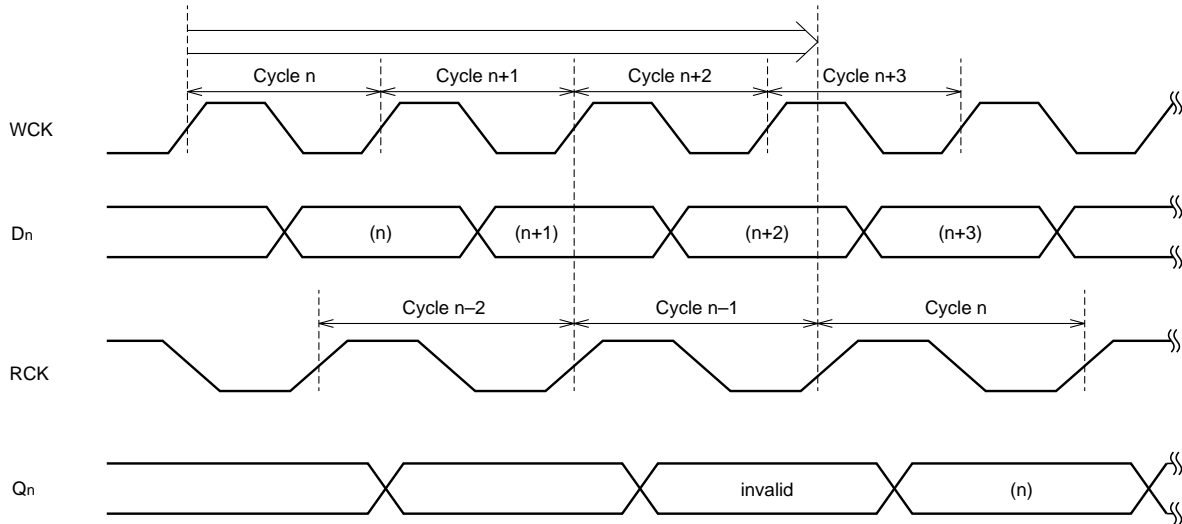 Cycle n Cycle n+1 Cycle n+2 Cycle n+3
WCK
Dn (n) (n+1) (n+2) (n+3)
Cycle n–2 Cycle n–1 Cycle n
RCK
Qn invalid (n)